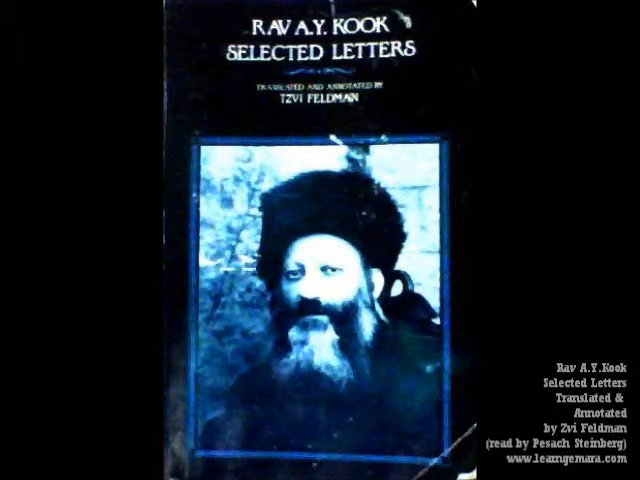 RAV A.Y. KOOK
SELECTED LETTERS
TRANSLATED AND ANNOTATED BY
TZVI FELDMAN
Rav A.Y.Kook
Selected Letters
Translated &
Annotated
by Zvi Feldman
(read by Pesach Steinberg)
www.learngemara.com